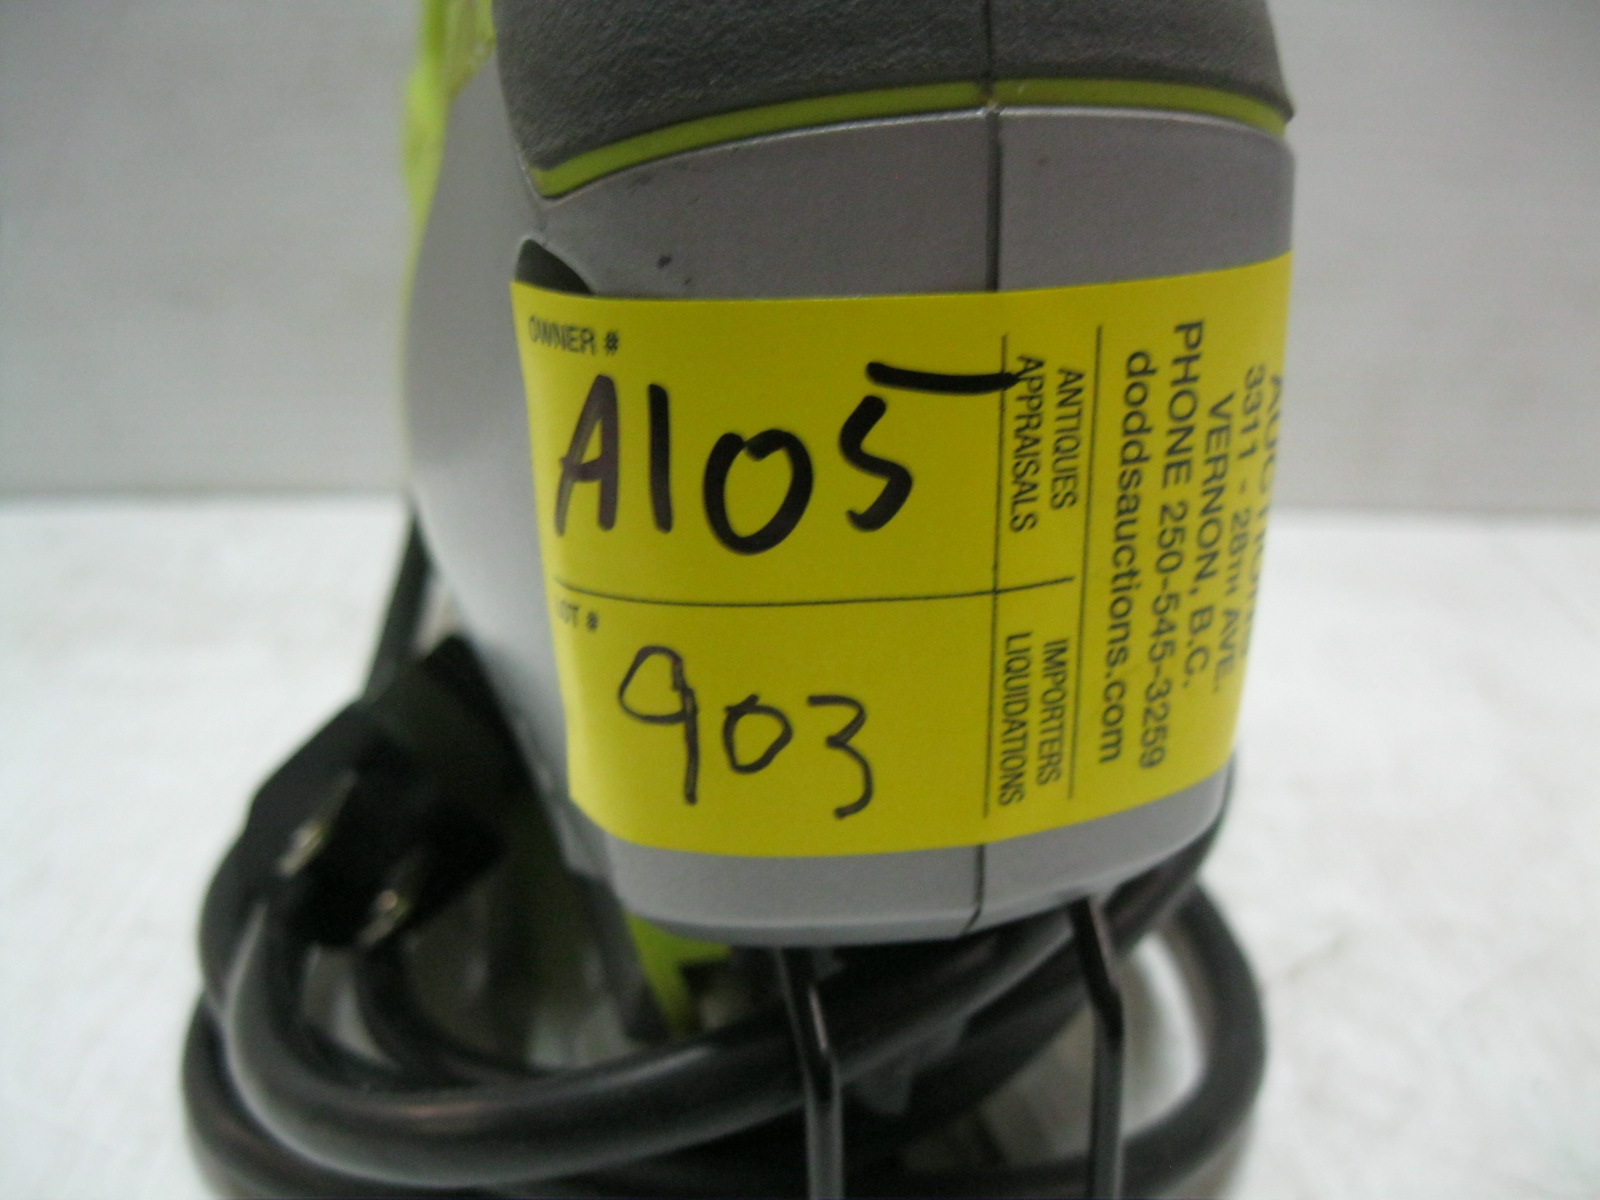 OWNER #
A105
LOT #
903
ANTIQUES
APPRAISALS
IMPORTERS
LIQUIDATIONS
3311 - 28TH AVE.
VERNON, B.C.
PHONE 250-545-3259
doddsauctions.com